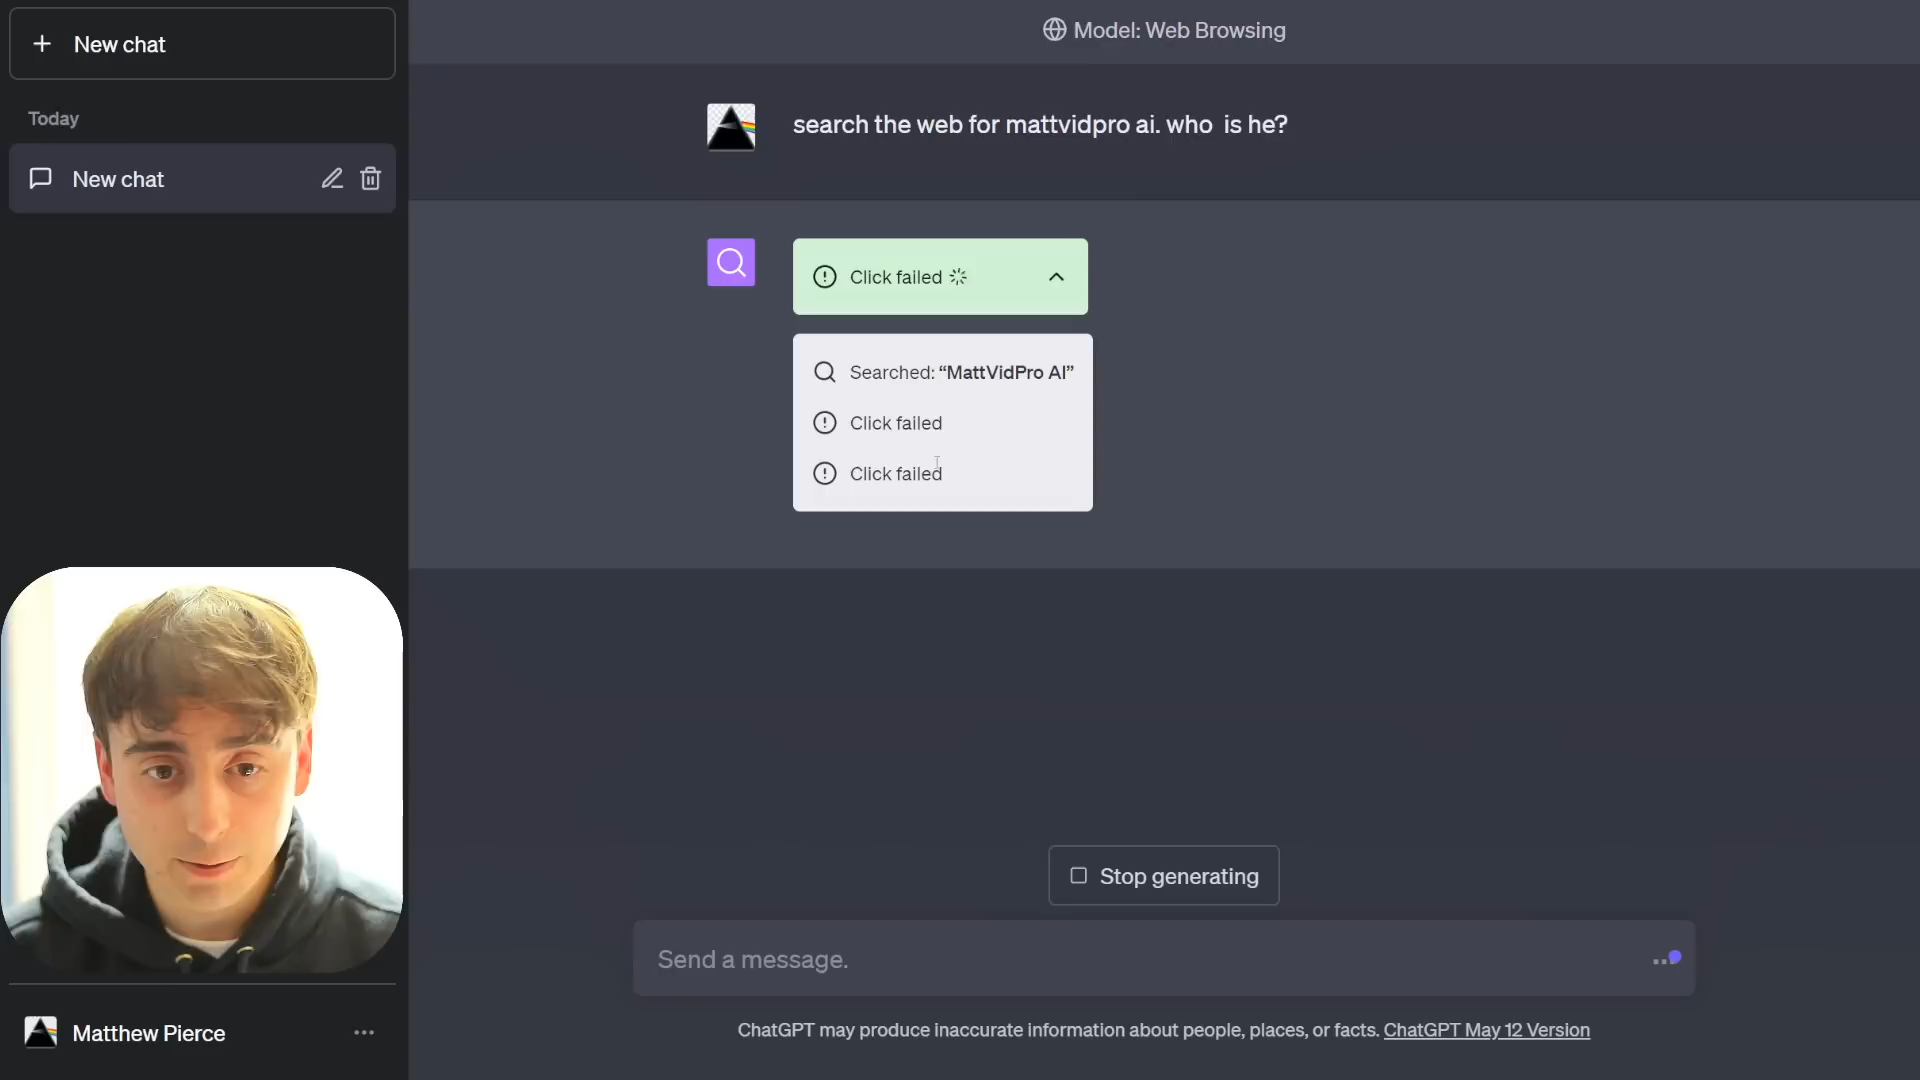 New chat
Today
New chat
Matthew Pierce
Model: Web Browsing
search the web for mattvidpro ai. who  is he?
Click failed
Searched: “MattVidPro AI”
Click failed
Click failed
Stop generating
Send a message.
ChatGPT may produce inaccurate information about people, places, or facts. ChatGPT May 12 Version